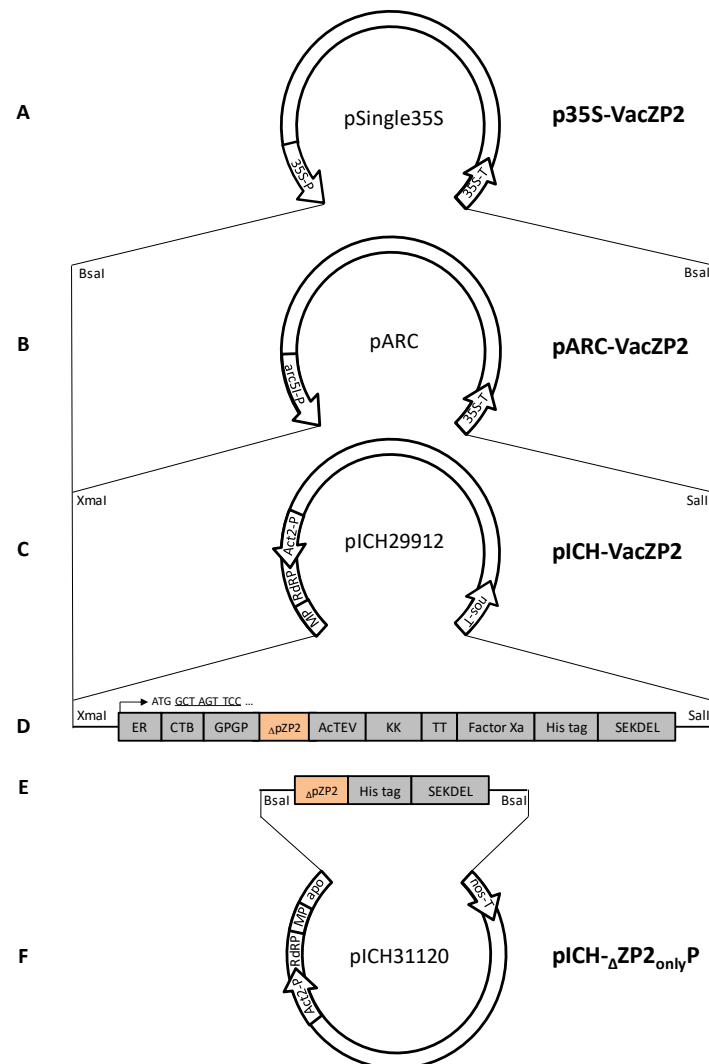 A
pSingle35S
p35S-VacZP2
35S-P
35S-T
BsaI
BsaI
B
pARC
pARC-VacZP2
arc5I-P
35S-T
XmaI
SalI
C
pICH29912
pICH-VacZP2
Act2-P
RdRP
MP
nos-T
ATG GCT AGT TCC ...
D
XmaI
ER CTB GPGP ΔpZP2 AcTEV KK TT Factor Xa His tag SEKDEL
SalI
E
BsaI
ΔpZP2 His tag SEKDEL
BsaI
apo
MP
RdRP
Act2-P
nos-T
F
pICH31120
pICH-ΔZP2onlyP